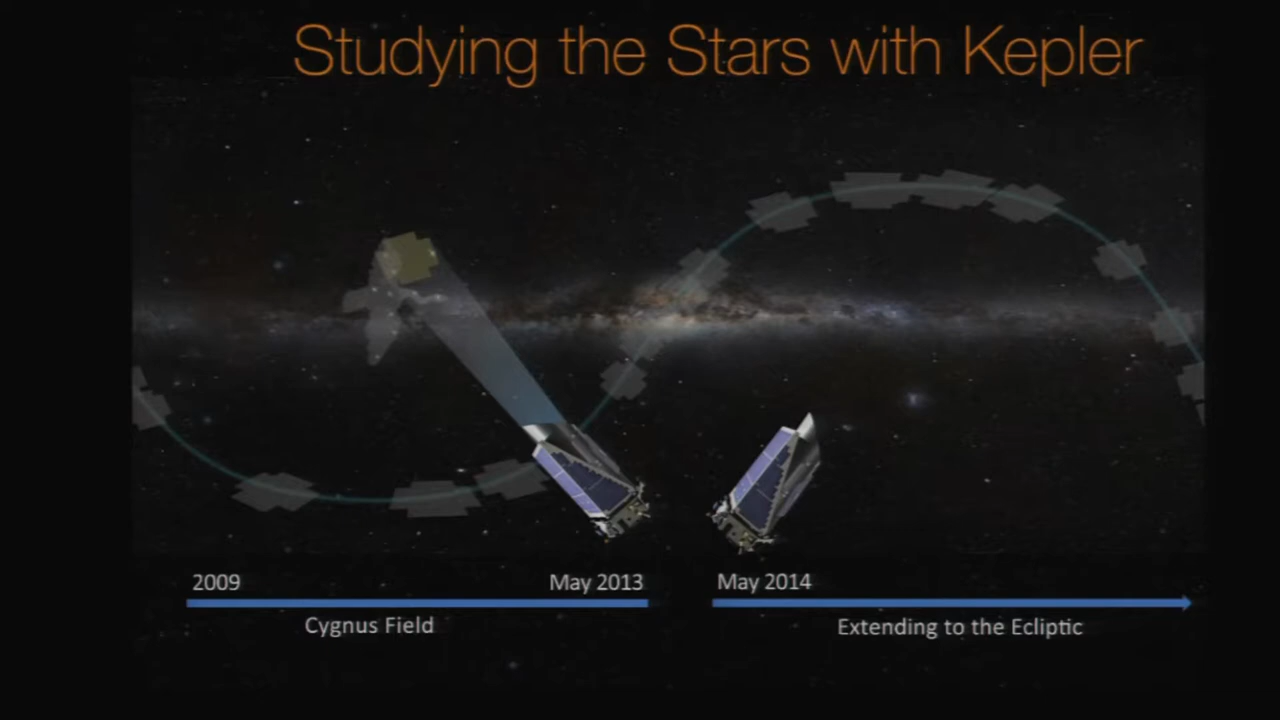 Studying the Stars with Kepler
2009
May 2013
May 2014
Cygnus Field
Extending to the Ecliptic